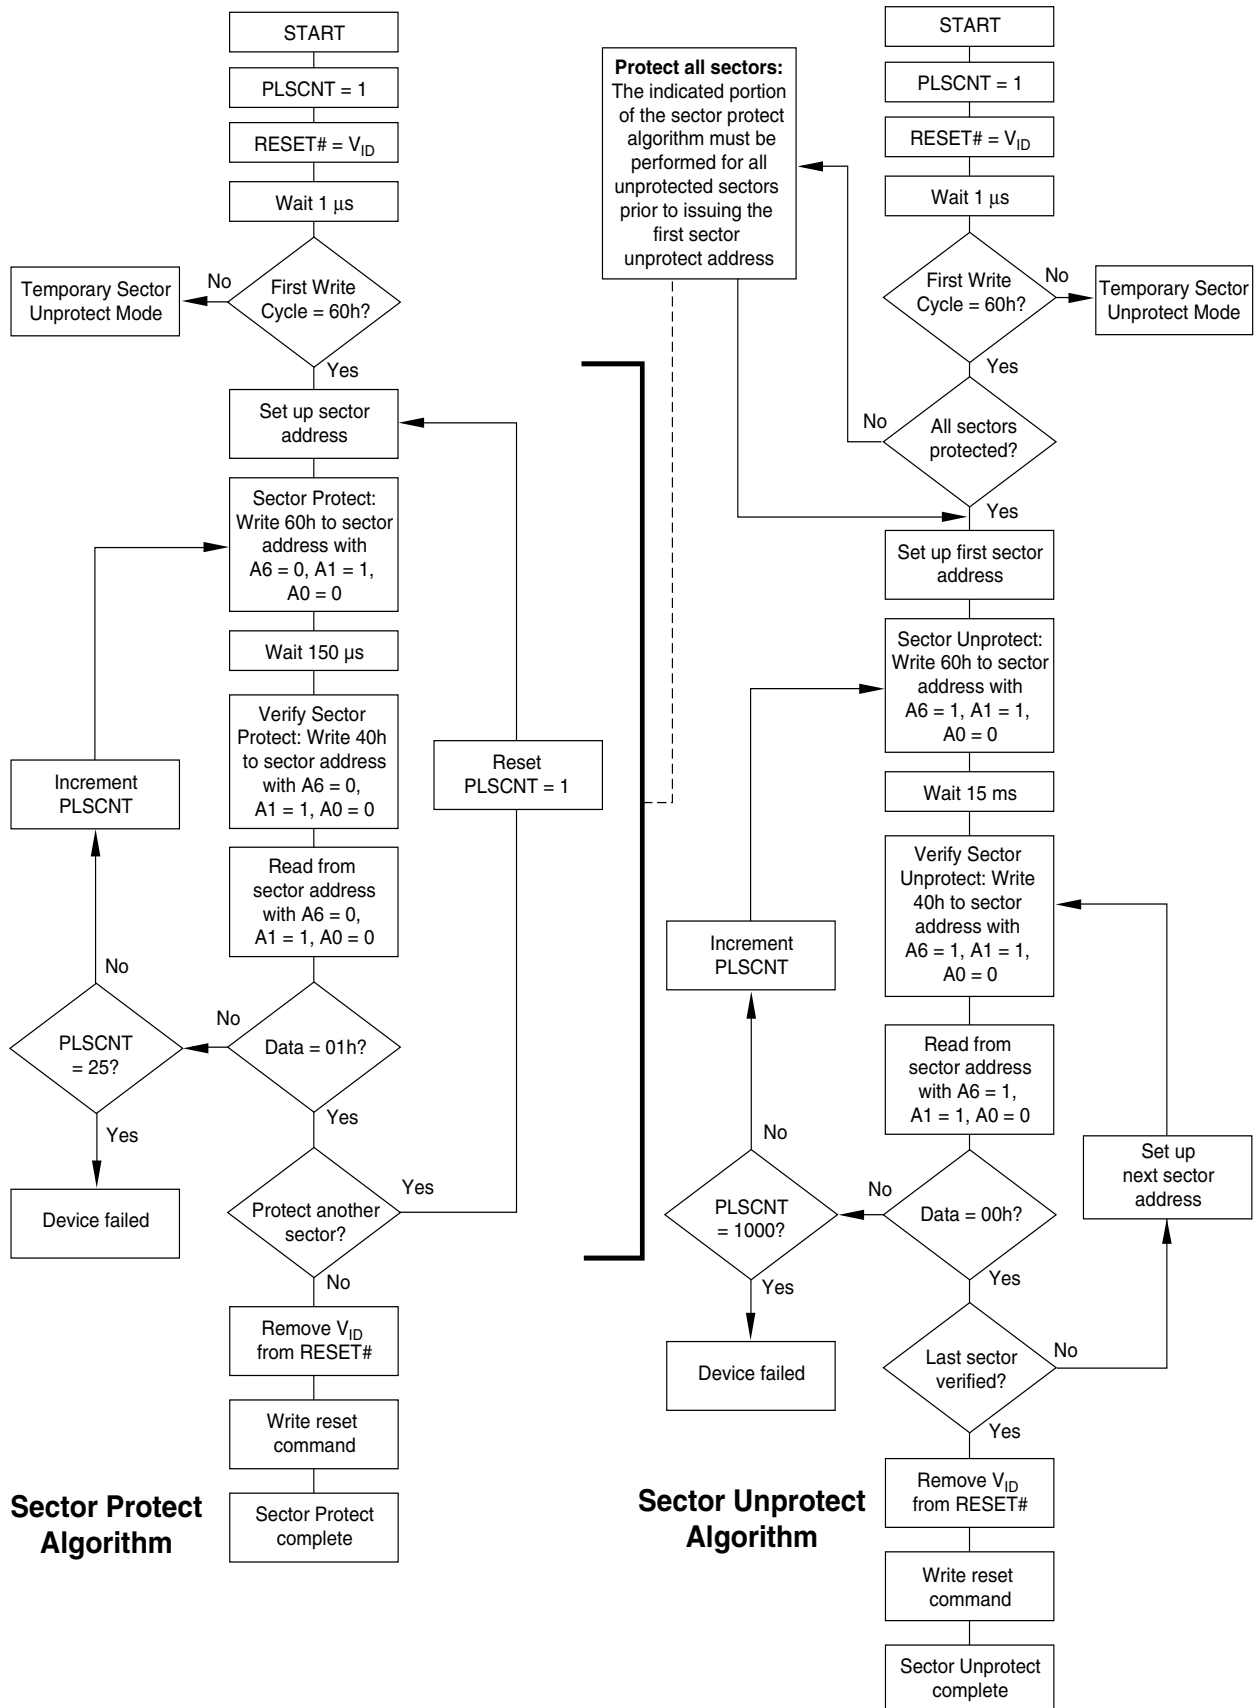 START
PLSCNT = 1
RESET# = VID
Wait 1 μs
First Write
Cycle = 60h?
No
Temporary Sector
Unprotect Mode
Yes
Set up sector
address
Sector Protect:
Write 60h to sector
address with
A6 = 0, A1 = 1,
A0 = 0
Wait 150 µs
Verify Sector
Protect: Write 40h
to sector address
with A6 = 0,
A1 = 1, A0 = 0
Increment
PLSCNT
Reset
PLSCNT = 1
Read from
sector address
with A6 = 0,
A1 = 1, A0 = 0
No
PLSCNT
= 25?
No
Data = 01h?
Yes
Yes
Device failed
Protect another
sector?
Yes
No
Remove VID
from RESET#
Write reset
command
Sector Protect
complete
Sector Protect
Algorithm
Protect all sectors:
The indicated portion
of the sector protect
algorithm must be
performed for all
unprotected sectors
prior to issuing the
first sector
unprotect address
START
PLSCNT = 1
RESET# = VID
Wait 1 μs
First Write
Cycle = 60h?
No
Temporary Sector
Unprotect Mode
Yes
No
All sectors
protected?
Yes
Set up first sector
address
Sector Unprotect:
Write 60h to sector
address with
A6 = 1, A1 = 1,
A0 = 0
Wait 15 ms
Verify Sector
Unprotect: Write
40h to sector
address with
A6 = 1, A1 = 1,
A0 = 0
Increment
PLSCNT
Read from
sector address
with A6 = 1,
A1 = 1, A0 = 0
No
Set up
next sector
address
PLSCNT
= 1000?
No
Data = 00h?
Yes
Yes
Device failed
Last sector
verified?
No
Yes
Remove VID
from RESET#
Write reset
command
Sector Unprotect
complete
Sector Unprotect
Algorithm